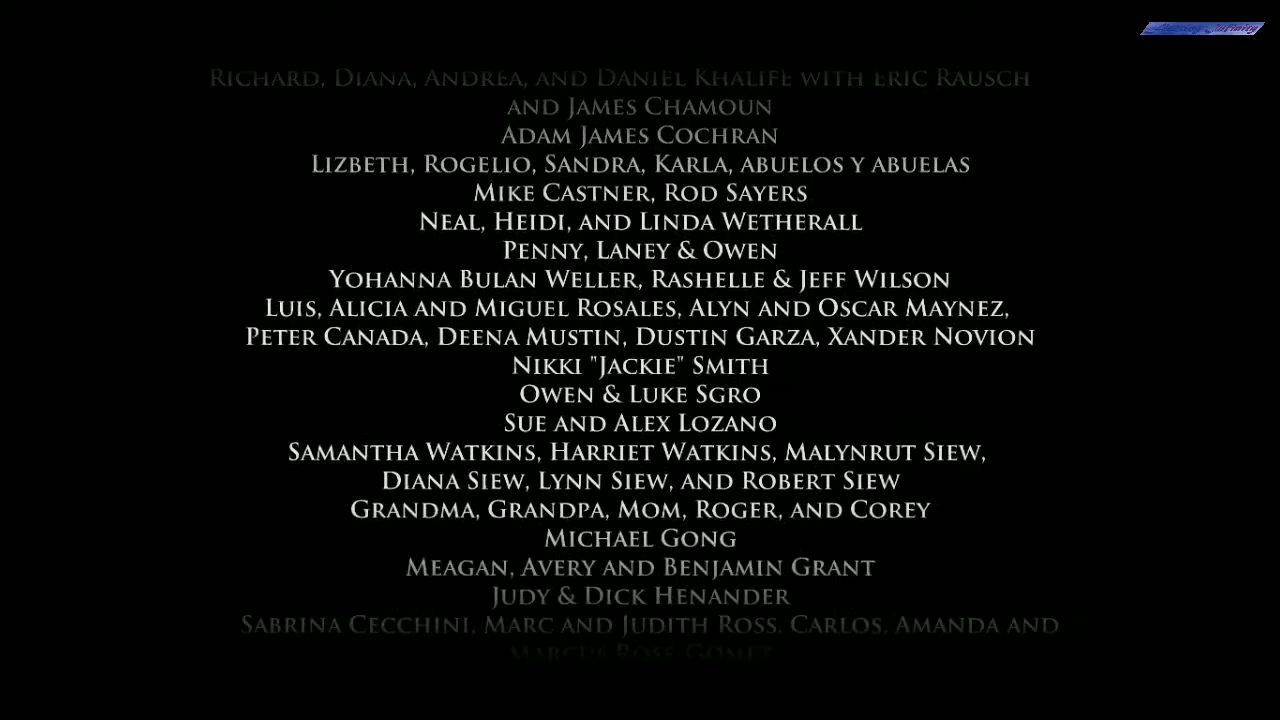 Richard, Diana, Andrea, and Daniel Khalife with Eric Rausch
and James Chamoun
Adam James Cochran
Lizbeth, Rogelio, Sandra, Karla, abuelos y abuelas
Mike Castner, Rod Sayers
Neal, Heidi, and Linda Wetherall
Penny, Laney & Owen
Yohanna Bulan Weller, Rashelle & Jeff Wilson
Luis, Alicia and Miguel Rosales, Alyn and Oscar Maynez,
Peter Canada, Deena Mustin, Dustin Garza, Xander Novion
Nikki "Jackie" Smith
Owen & Luke Sgro
Sue and Alex Lozano
Samantha Watkins, Harriet Watkins, Malynrut Siew,
Diana Siew, Lynn Siew, and Robert Siew
Grandma, Grandpa, Mom, Roger, and Corey
Michael Gong
Meagan, Avery and Benjamin Grant
Judy & Dick Henander
Sabrina Cecchini, Marc and Judith Ross, Carlos, Amanda and
Marcus Ross-Gomez